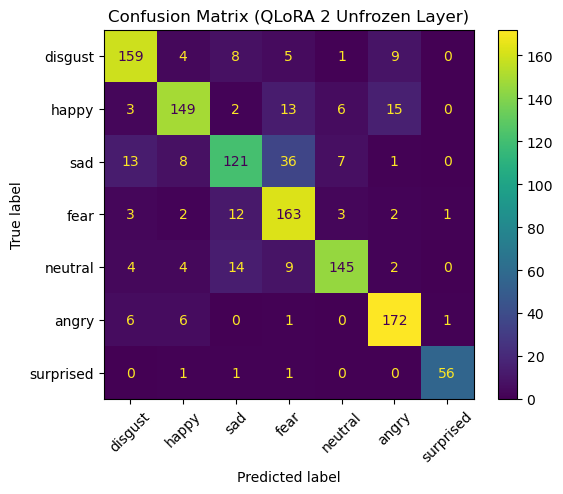 Confusion Matrix (QLoRA 2 Unfrozen Layer)
True label
disgust 159 4 8 5 1 9 0
happy 3 149 2 13 6 15 0
sad 13 8 121 36 7 1 0
fear 3 2 12 163 3 2 1
neutral 4 4 14 9 145 2 0
angry 6 6 0 1 0 172 1
surprised 0 1 1 1 0 0 56
disgust happy sad fear neutral angry surprised
Predicted label
160
140
120
100
80
60
40
20
0